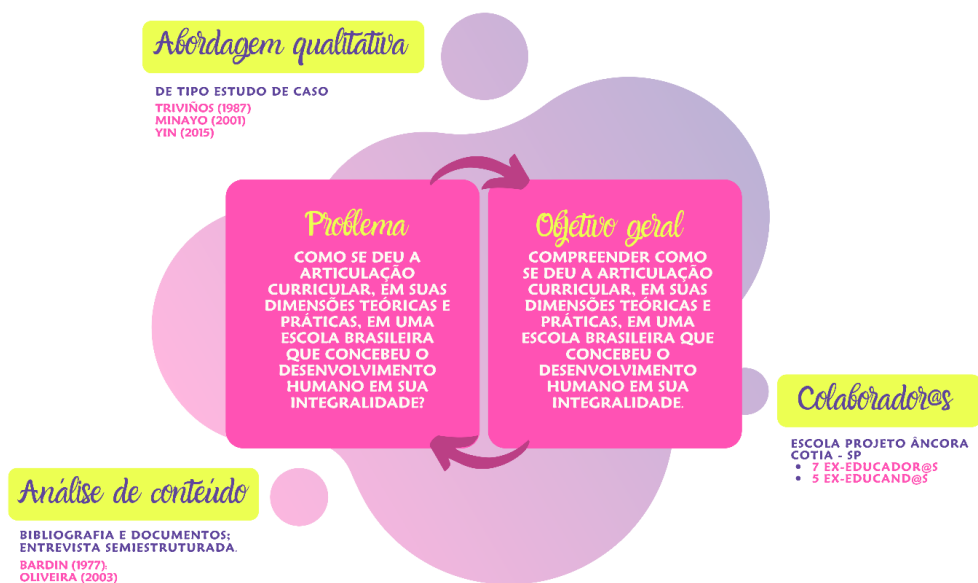 Abordagem qualitativa
DE TIPO ESTUDO DE CASO
TRIVIÑOS (1987)
MINAYO (2001)
YIN (2015)
Problema
COMO SE DEU A
ARTICULAÇÃO
CURRICULAR, EM SUAS
DIMENSÕES TEÓRICAS E
PRÁTICAS, EM UMA
ESCOLA BRASILEIRA
QUE CONCEBEU O
DESENVOLVIMENTO
HUMANO EM SUA
INTEGRALIDADE?
Objetivo geral
COMPREENDER COMO
SE DEU A ARTICULAÇÃO
CURRICULAR, EM SUAS
DIMENSÕES TEÓRICAS E
PRÁTICAS, EM UMA
ESCOLA BRASILEIRA QUE
CONCEBEU O
DESENVOLVIMENTO
HUMANO EM SUA
INTEGRALIDADE.
Colaborador@s
ESCOLA PROJETO ÂNCORA
COTIA - SP
• 7 EX-EDUCADOR@S
• 5 EX-EDUCAND@S
Análise de conteúdo
BIBLIOGRAFIA E DOCUMENTOS;
ENTREVISTA SEMIESTRUTURADA.
BARDIN (1977);
OLIVEIRA (2003)